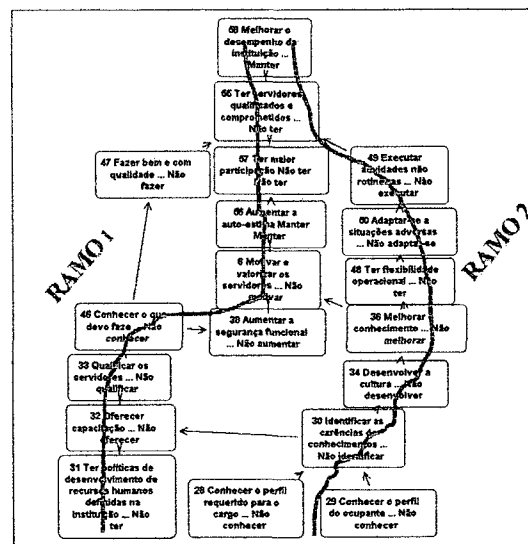 58 Melhorar o
desempenho da
instituição ...
Manter
56 Ter servidores
qualificados e
comprometidos ...
Não ter
57 Ter maior
participação Não ter
Não ter
47 Fazer bem e com
qualidade ... Não
fazer
49 Executar
atividades não
rotineiras ... Não
executar
Aumentar a
auto-estima Manter
Manter
50 Adaptar-se a
situações adversas
... Não adaptar-se
RAMO 1
RAMO 2
6 Motivar e
valorizar os
servidores ... Não
motivar
48 Ter flexibilidade
operacional ... Não
ter
46 Conhecer o que
devo fazer ... Não
conhecer
Aumentar a
segurança funcional
... Não aumentar
36 Melhorar
conhecimento ... Não
melhorar
33 Qualificar os
servidores ... Não
qualificar
34 Desenvolver a
cultura ... Não
desenvolver
32 Oferecer
capacitação ... Não
oferecer
30 Identificar as
carências de
conhecimentos ...
Não identificar
31 Ter políticas de
desenvolvimento de
recursos humanos
definidas na
instituição ... Não
ter
28 Conhecer o perfil
requerido para o
cargo ... Não
conhecer
29 Conhecer o perfil
do ocupante ... Não
conhecer